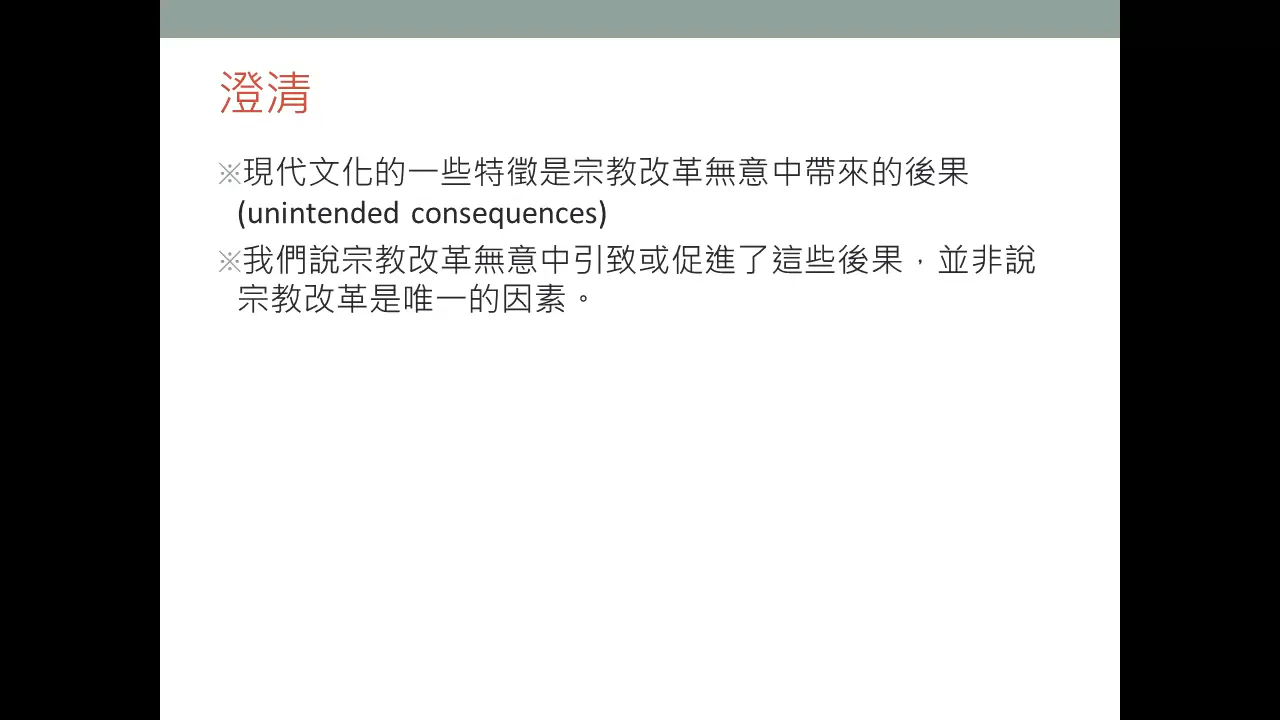 澄清
※現代文化的一些特徵是宗教改革無意中帶來的後果
(unintended consequences)
※我們說宗教改革無意中引致或促進了這些後果，並非說
宗教改革是唯一的因素。